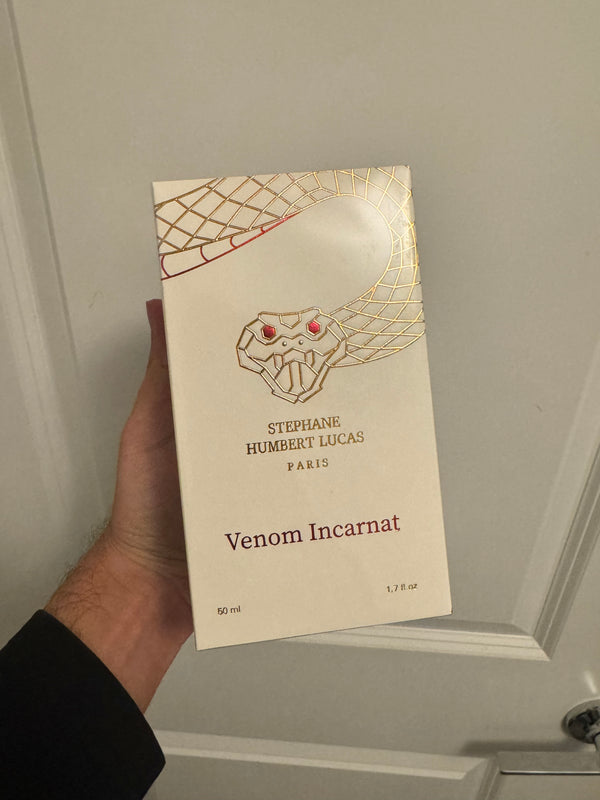 STEPHANE
HUMBERT LUCAS
PARIS
Venom Incarnat
50 ml
1,7 fl.oz